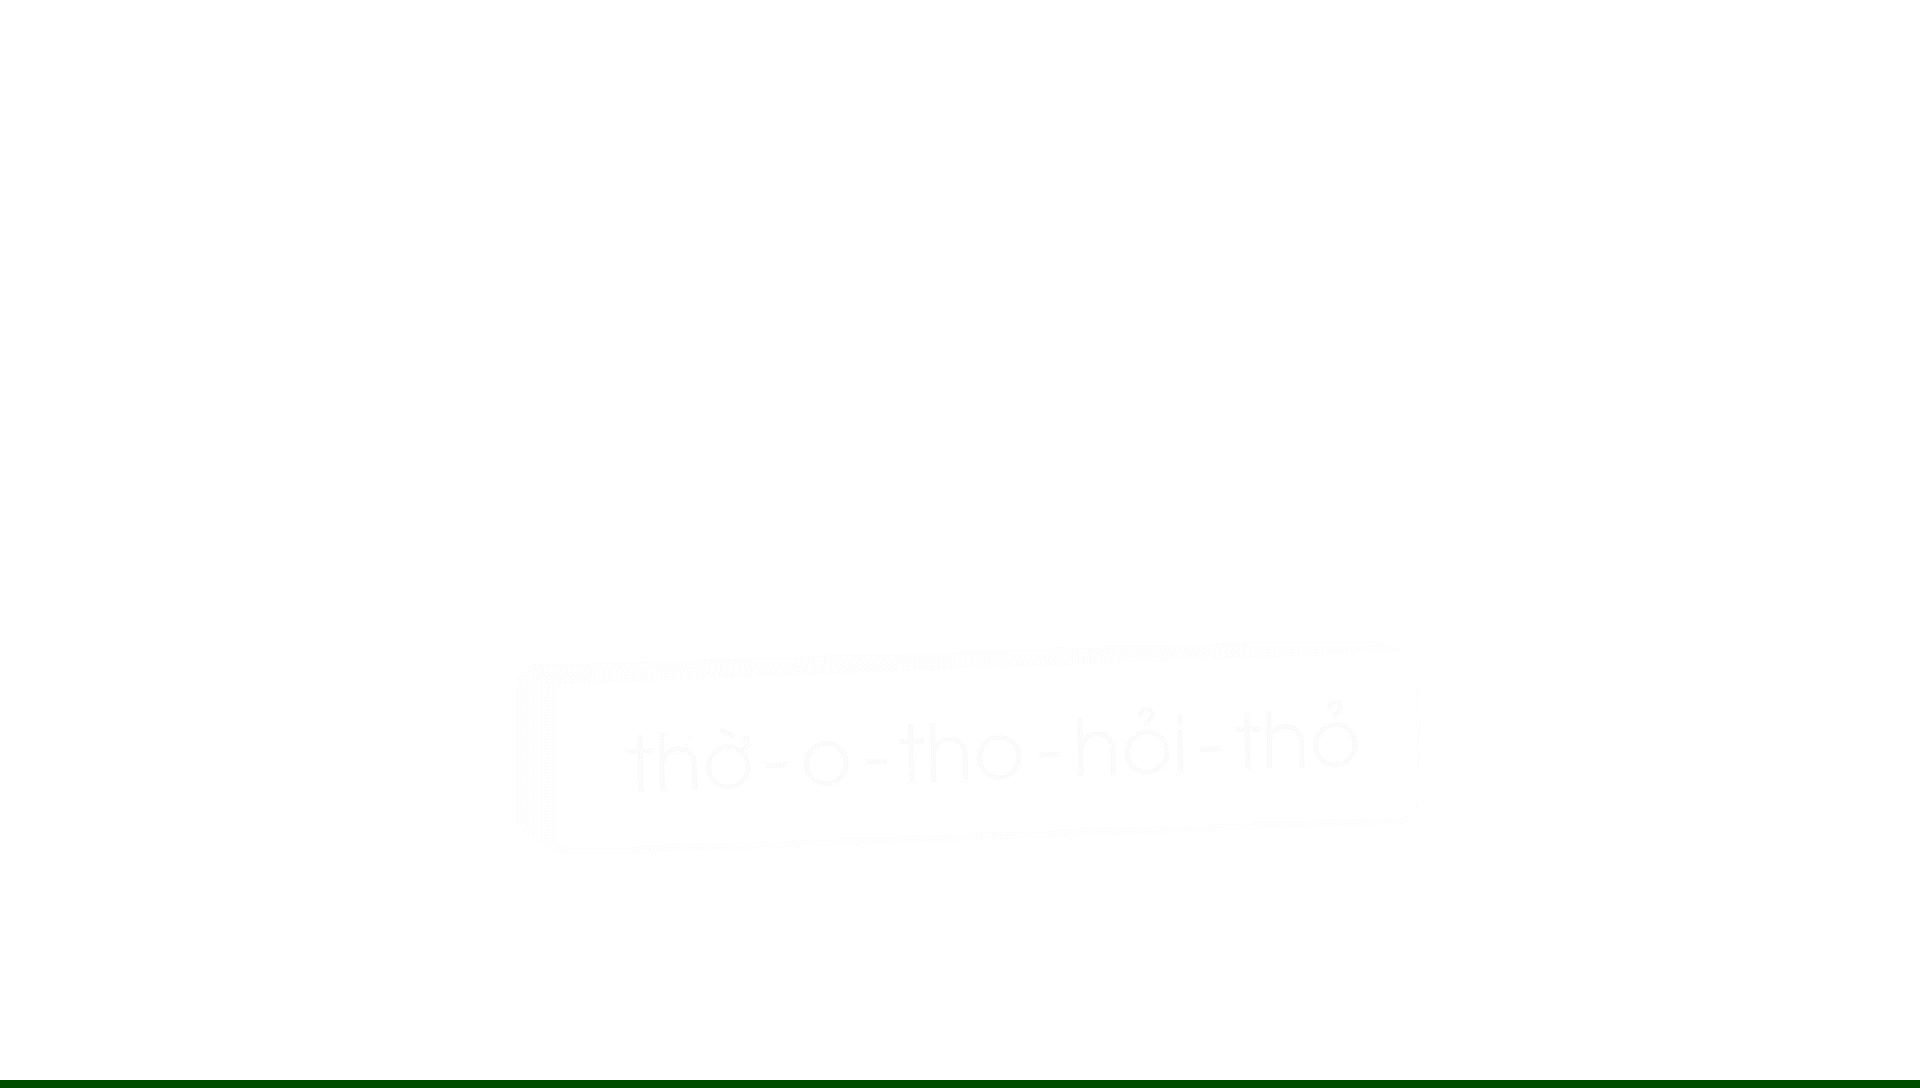 thờ - o - tho - hỏi - thỏ